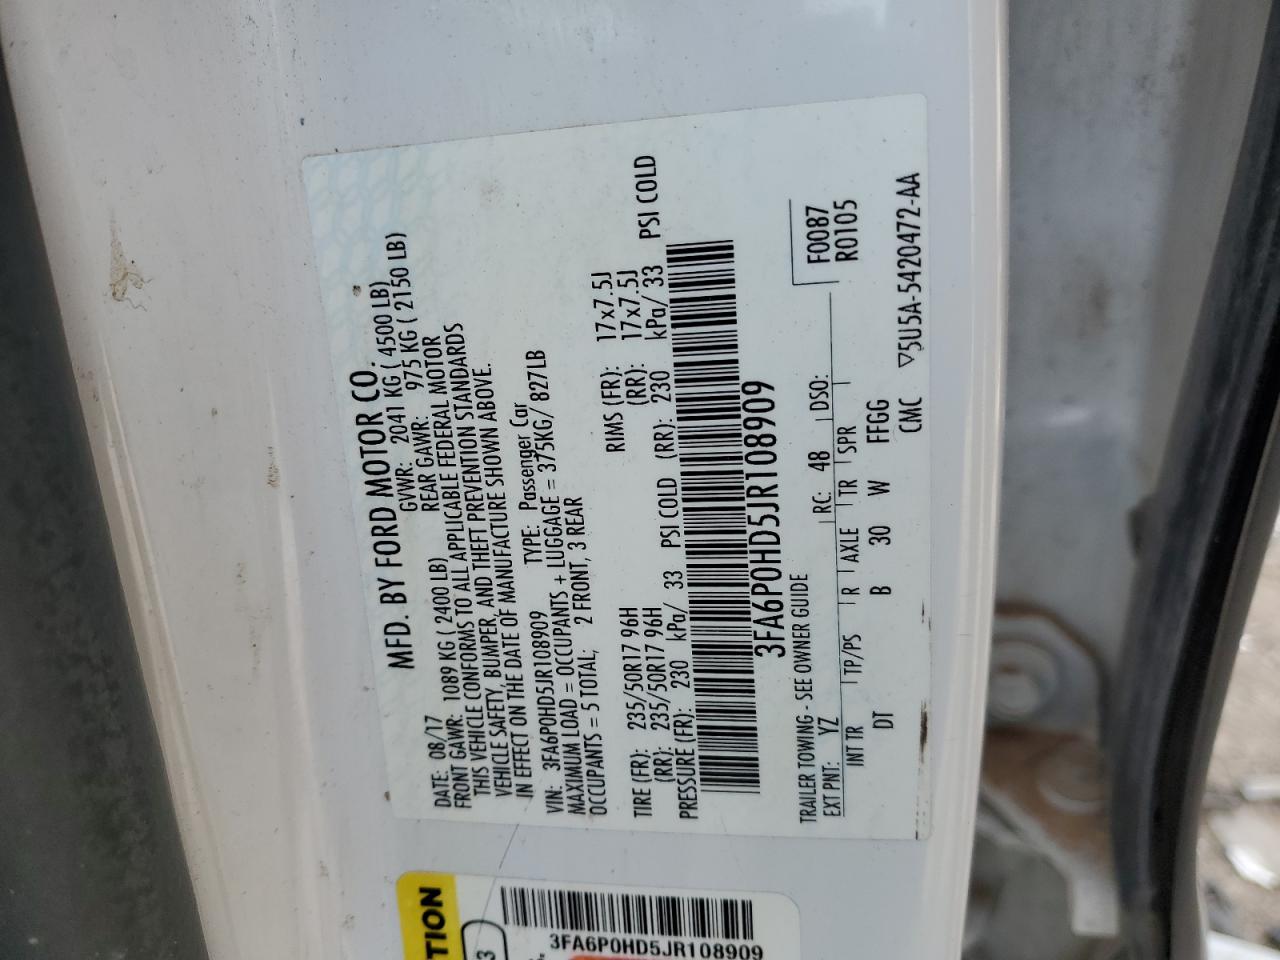 MFD. BY FORD MOTOR CO.
DATE: 08/17 GVWR: 2041 KG ( 4500 LB)
FRONT GAWR: 1089 KG ( 2400 LB) REAR GAWR: 975 KG ( 2150 LB)
THIS VEHICLE CONFORMS TO ALL APPLICABLE FEDERAL MOTOR
VEHICLE SAFETY, BUMPER, AND THEFT PREVENTION STANDARDS
IN EFFECT ON THE DATE OF MANUFACTURE SHOWN ABOVE.
VIN: 3FA6P0HD5JR108909 TYPE: Passenger Car
MAXIMUM LOAD = OCCUPANTS + LUGGAGE = 375KG/ 827LB
OCCUPANTS = 5 TOTAL, 2 FRONT, 3 REAR
TIRE (FR): 235/50R17 96H RIMS (FR): 17x7.5J
(RR): 235/50R17 96H (RR): 17x7.5J
PRESSURE (FR): 230 kPa/ 33 PSI COLD (RR): 230 kPa/ 33 PSI COLD
3FA6P0HD5JR108909
TRAILER TOWING - SEE OWNER GUIDE
EXT PNT: YZ RC: 48 DSO: F0087
R0105
INT TR TP/PS R AXLE TR SPR
DT B 30 W FFGG
CMC ▽5U5A-5420472-AA
TION
3
3FA6P0HD5JR108909